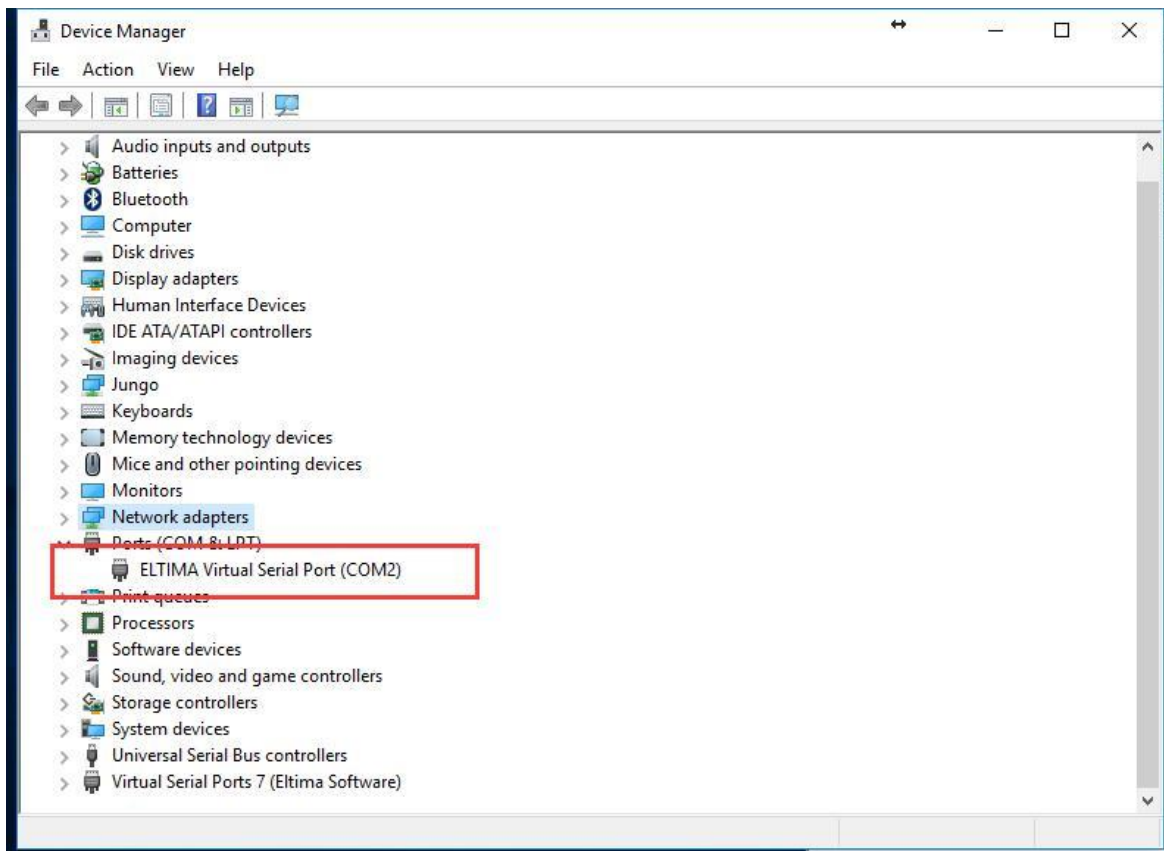 Device Manager
File Action View Help
Audio inputs and outputs
Batteries
Bluetooth
Computer
Disk drives
Display adapters
Human Interface Devices
IDE ATA/ATAPI controllers
Imaging devices
Jungo
Keyboards
Memory technology devices
Mice and other pointing devices
Monitors
Network adapters
Ports (COM & LPT)
ELTIMA Virtual Serial Port (COM2)
Print queues
Processors
Software devices
Sound, video and game controllers
Storage controllers
System devices
Universal Serial Bus controllers
Virtual Serial Ports 7 (Eltima Software)